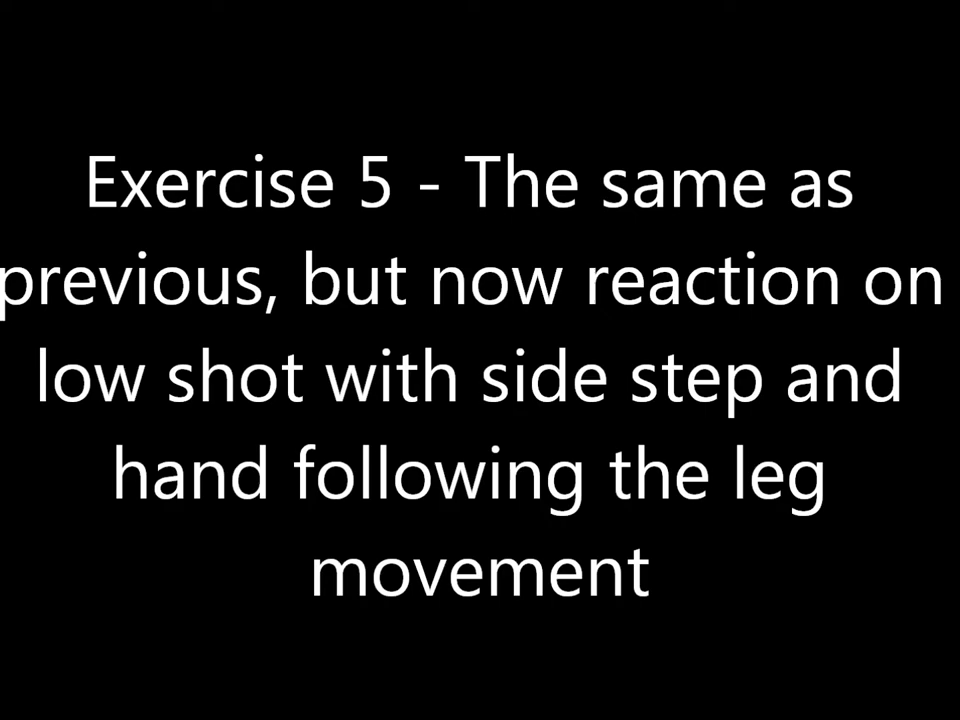 Exercise 5 - The same as
previous, but now reaction on
low shot with side step and
hand following the leg
movement